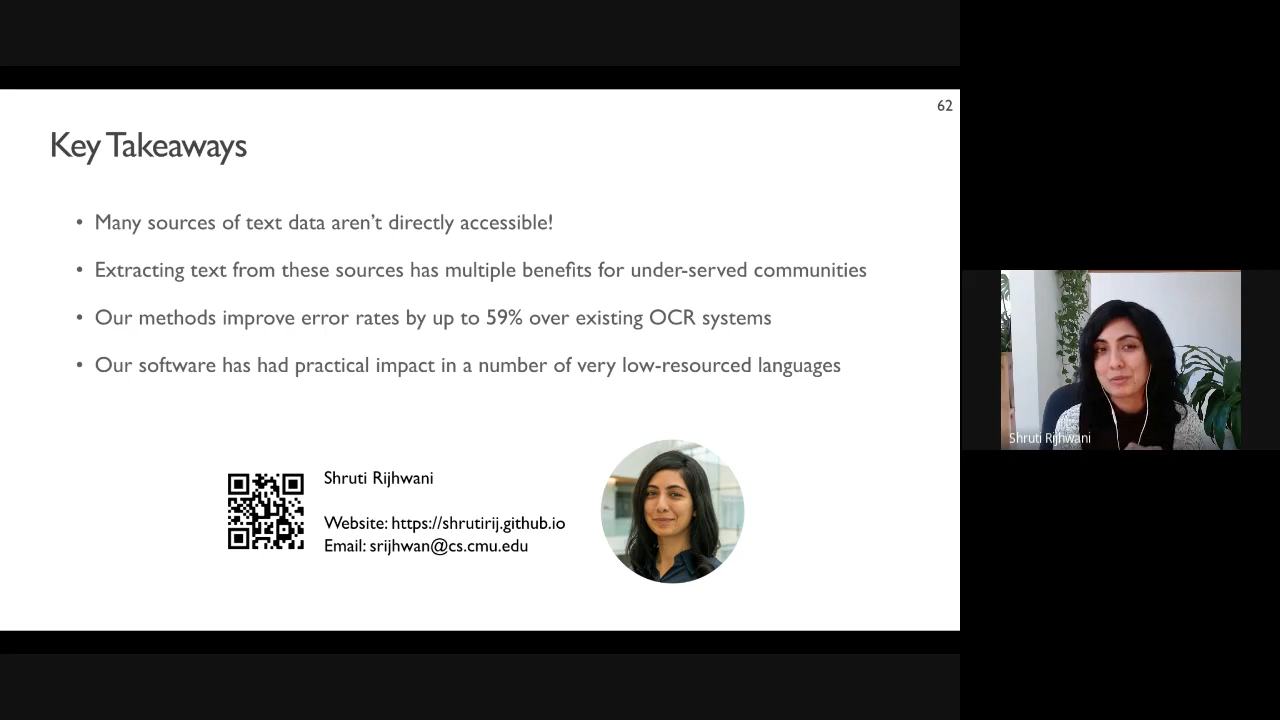 62
Key Takeaways
• Many sources of text data aren't directly accessible!
• Extracting text from these sources has multiple benefits for under-served communities
• Our methods improve error rates by up to 59% over existing OCR systems
• Our software has had practical impact in a number of very low-resourced languages
Shruti Rijhwani
Website: https://shrutirij.github.io
Email: srijhwan@cs.cmu.edu
Shruti Rijhwani